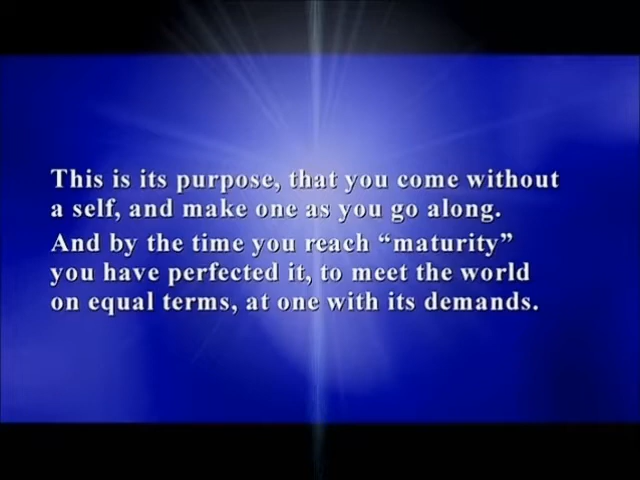 This is its purpose, that you come without
a self, and make one as you go along.
And by the time you reach “maturity”
you have perfected it, to meet the world
on equal terms, at one with its demands.